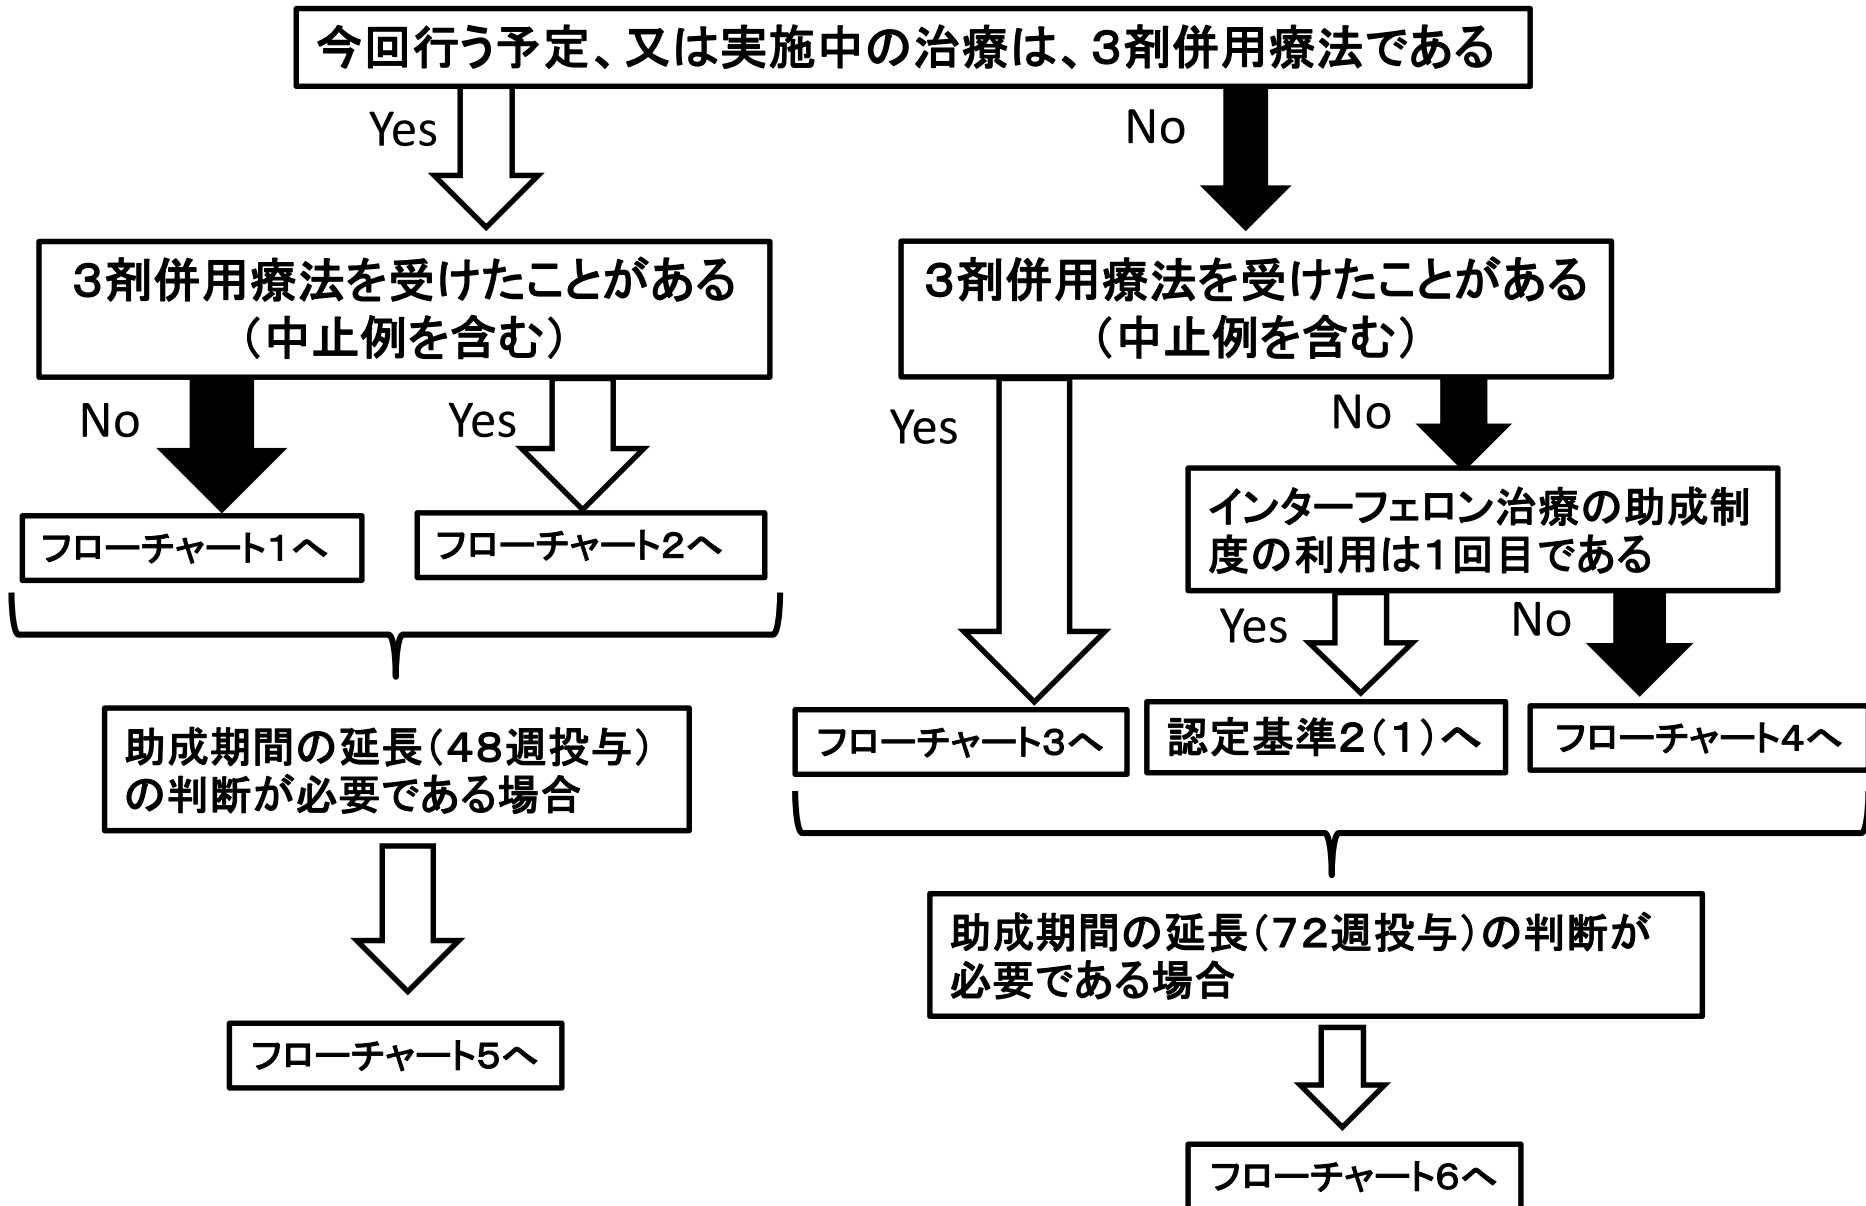 今回行う予定、又は実施中の治療は、3剤併用療法である
Yes
No
3剤併用療法を受けたことがある
（中止例を含む）
3剤併用療法を受けたことがある
（中止例を含む）
No
Yes
Yes
No
フローチャート1へ
フローチャート2へ
インターフェロン治療の助成制
度の利用は1回目である
Yes
No
助成期間の延長（48週投与）
の判断が必要である場合
フローチャート3へ
認定基準2（1）へ
フローチャート4へ
助成期間の延長（72週投与）の判断が
必要である場合
フローチャート5へ
フローチャート6へ